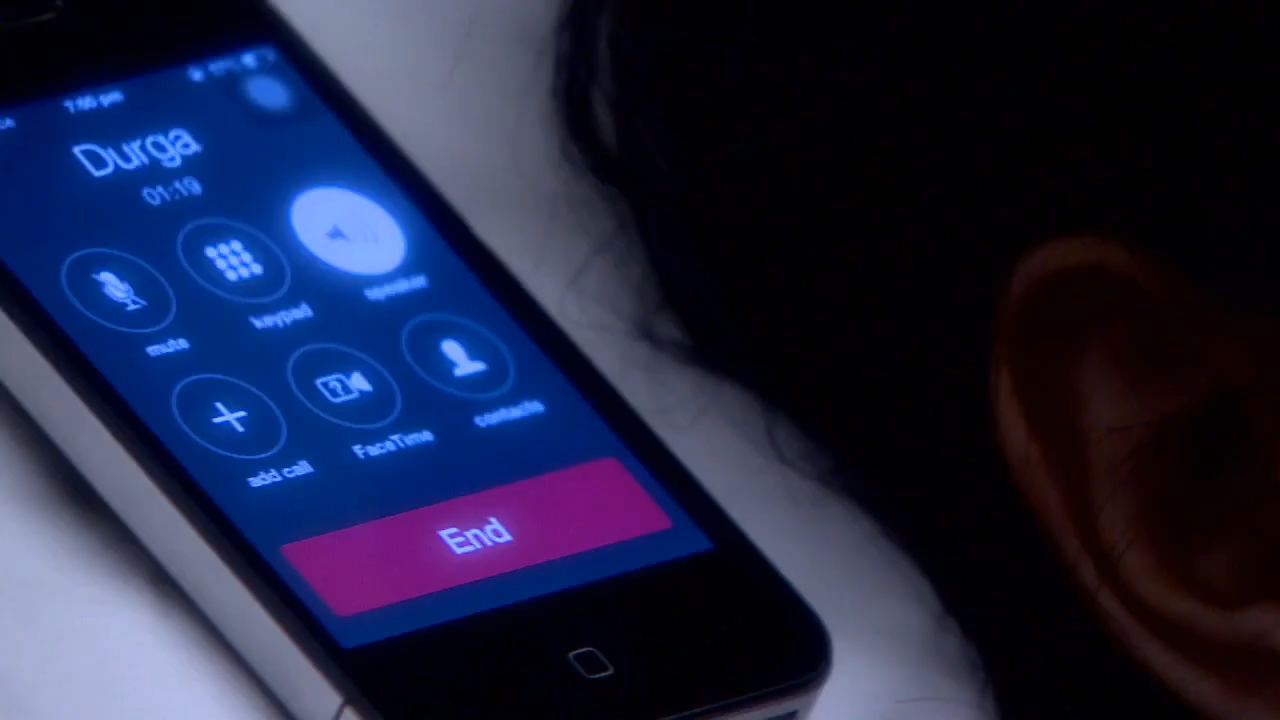 Durga
01:19
mute
keypad
speaker
add call
FaceTime
contacts
End